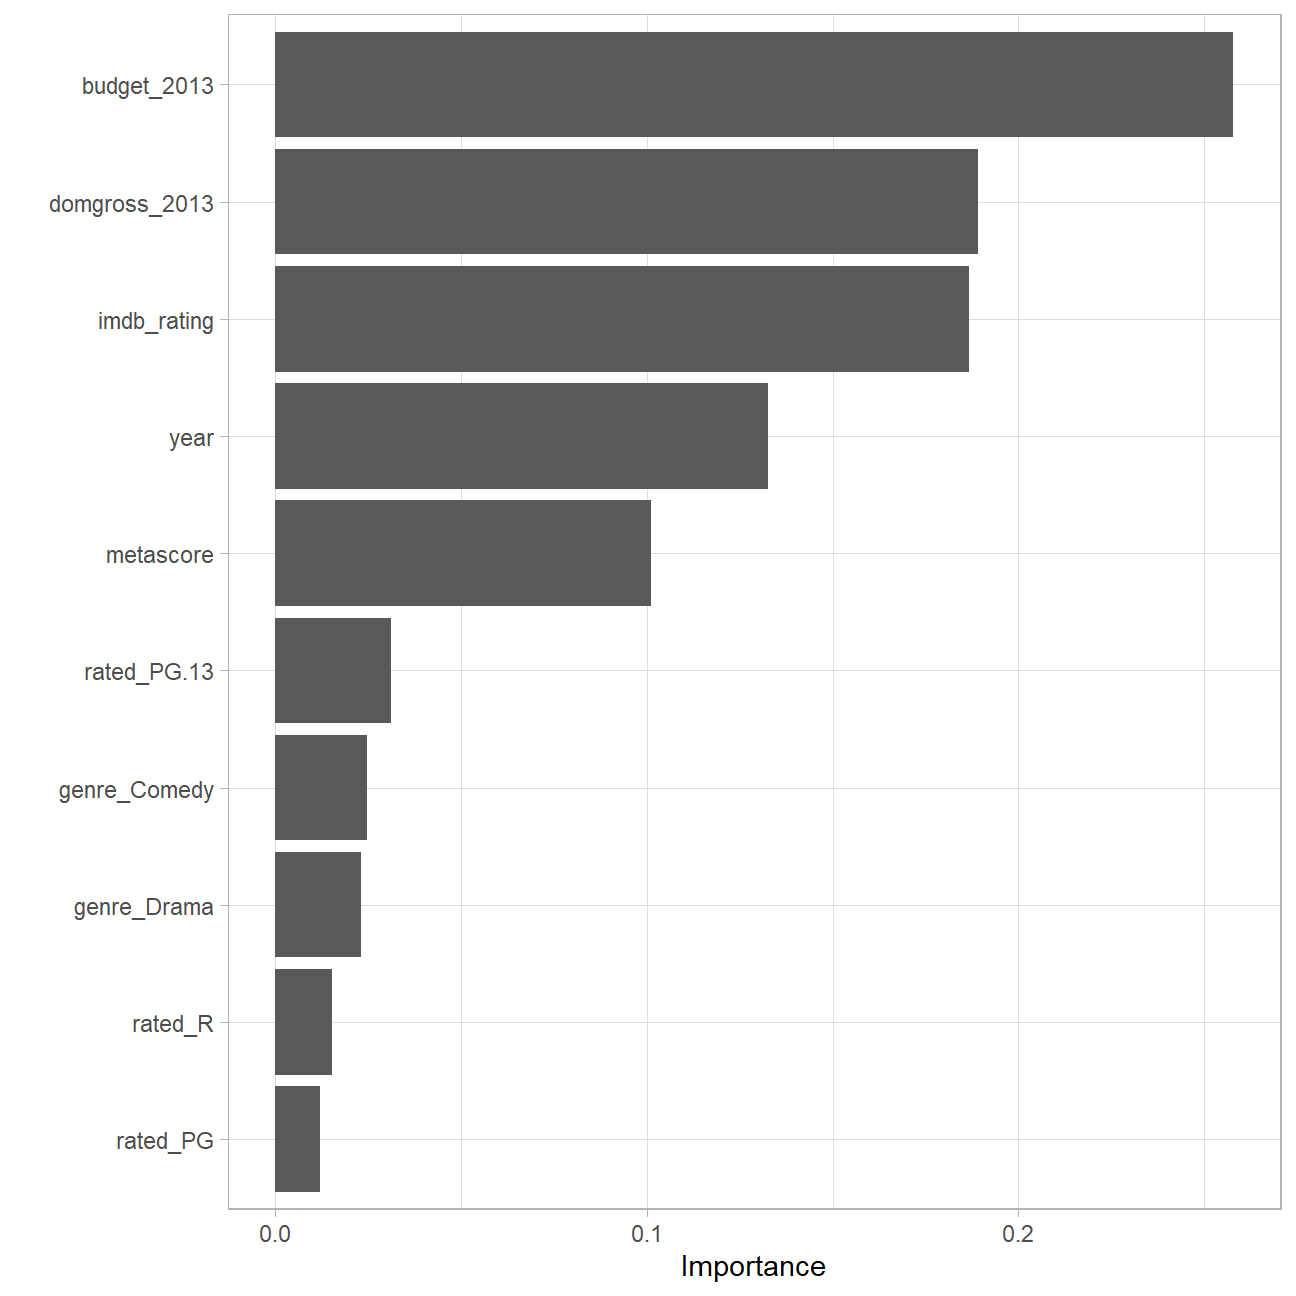 budget_2013
domgross_2013
imdb_rating
year
metascore
rated_PG.13
genre_Comedy
genre_Drama
rated_R
rated_PG
0.0 0.1 0.2
Importance